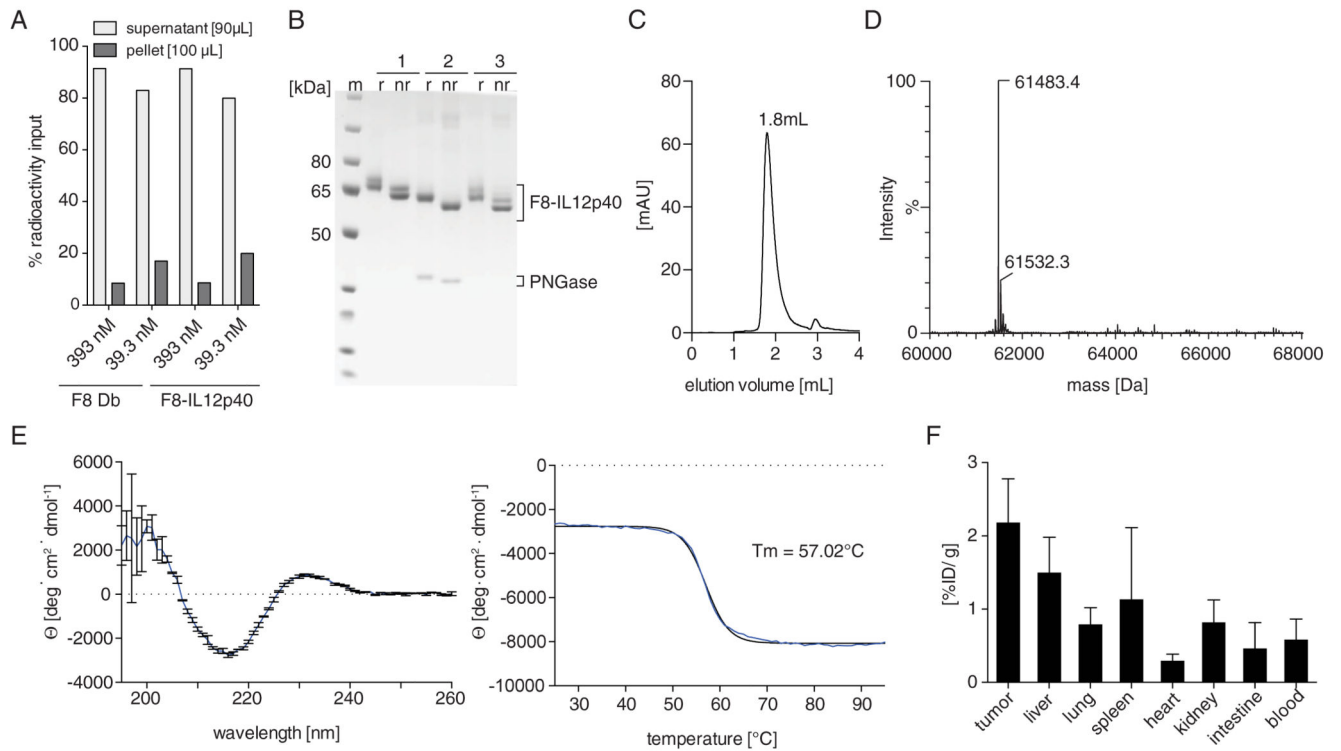 A
supernatant [90µL]
pellet [100 µL]
% radioactivity input
100
80
60
40
20
0
393 nM
39.3 nM
393 nM
39.3 nM
F8 Db
F8-IL12p40
B
1
2
3
[kDa]
m
r
nr
r
nr
r
nr
80
65
50
F8-IL12p40
PNGase
C
[mAU]
80
60
40
20
0
1.8mL
0
1
2
3
4
elution volume [mL]
D
Intensity
%
100
0
61483.4
61532.3
60000
62000
64000
66000
68000
mass [Da]
E
Θ [deg· cm²· dmol⁻¹]
6000
4000
2000
0
-2000
-4000
200
220
240
260
wavelength [nm]
Θ [deg· cm²· dmol⁻¹]
0
-2000
-4000
-6000
-8000
-10000
Tm = 57.02°C
30
40
50
60
70
80
90
temperature [°C]
F
[%ID/ g]
3
2
1
0
tumor
liver
lung
spleen
heart
kidney
intestine
blood